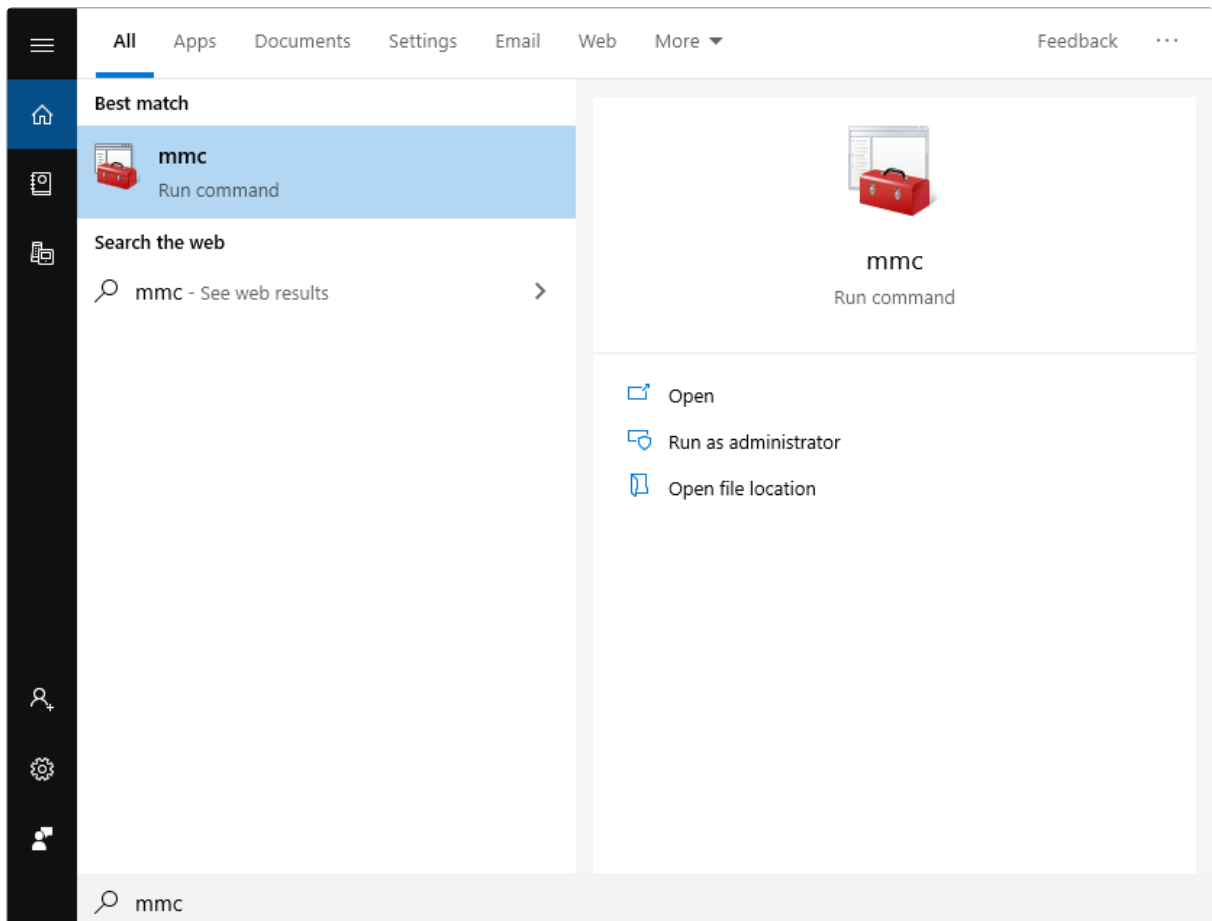 All Apps Documents Settings Email Web More Feedback ...
Best match
mmc
Run command
Search the web
mmc - See web results
mmc
Run command
Open
Run as administrator
Open file location
mmc